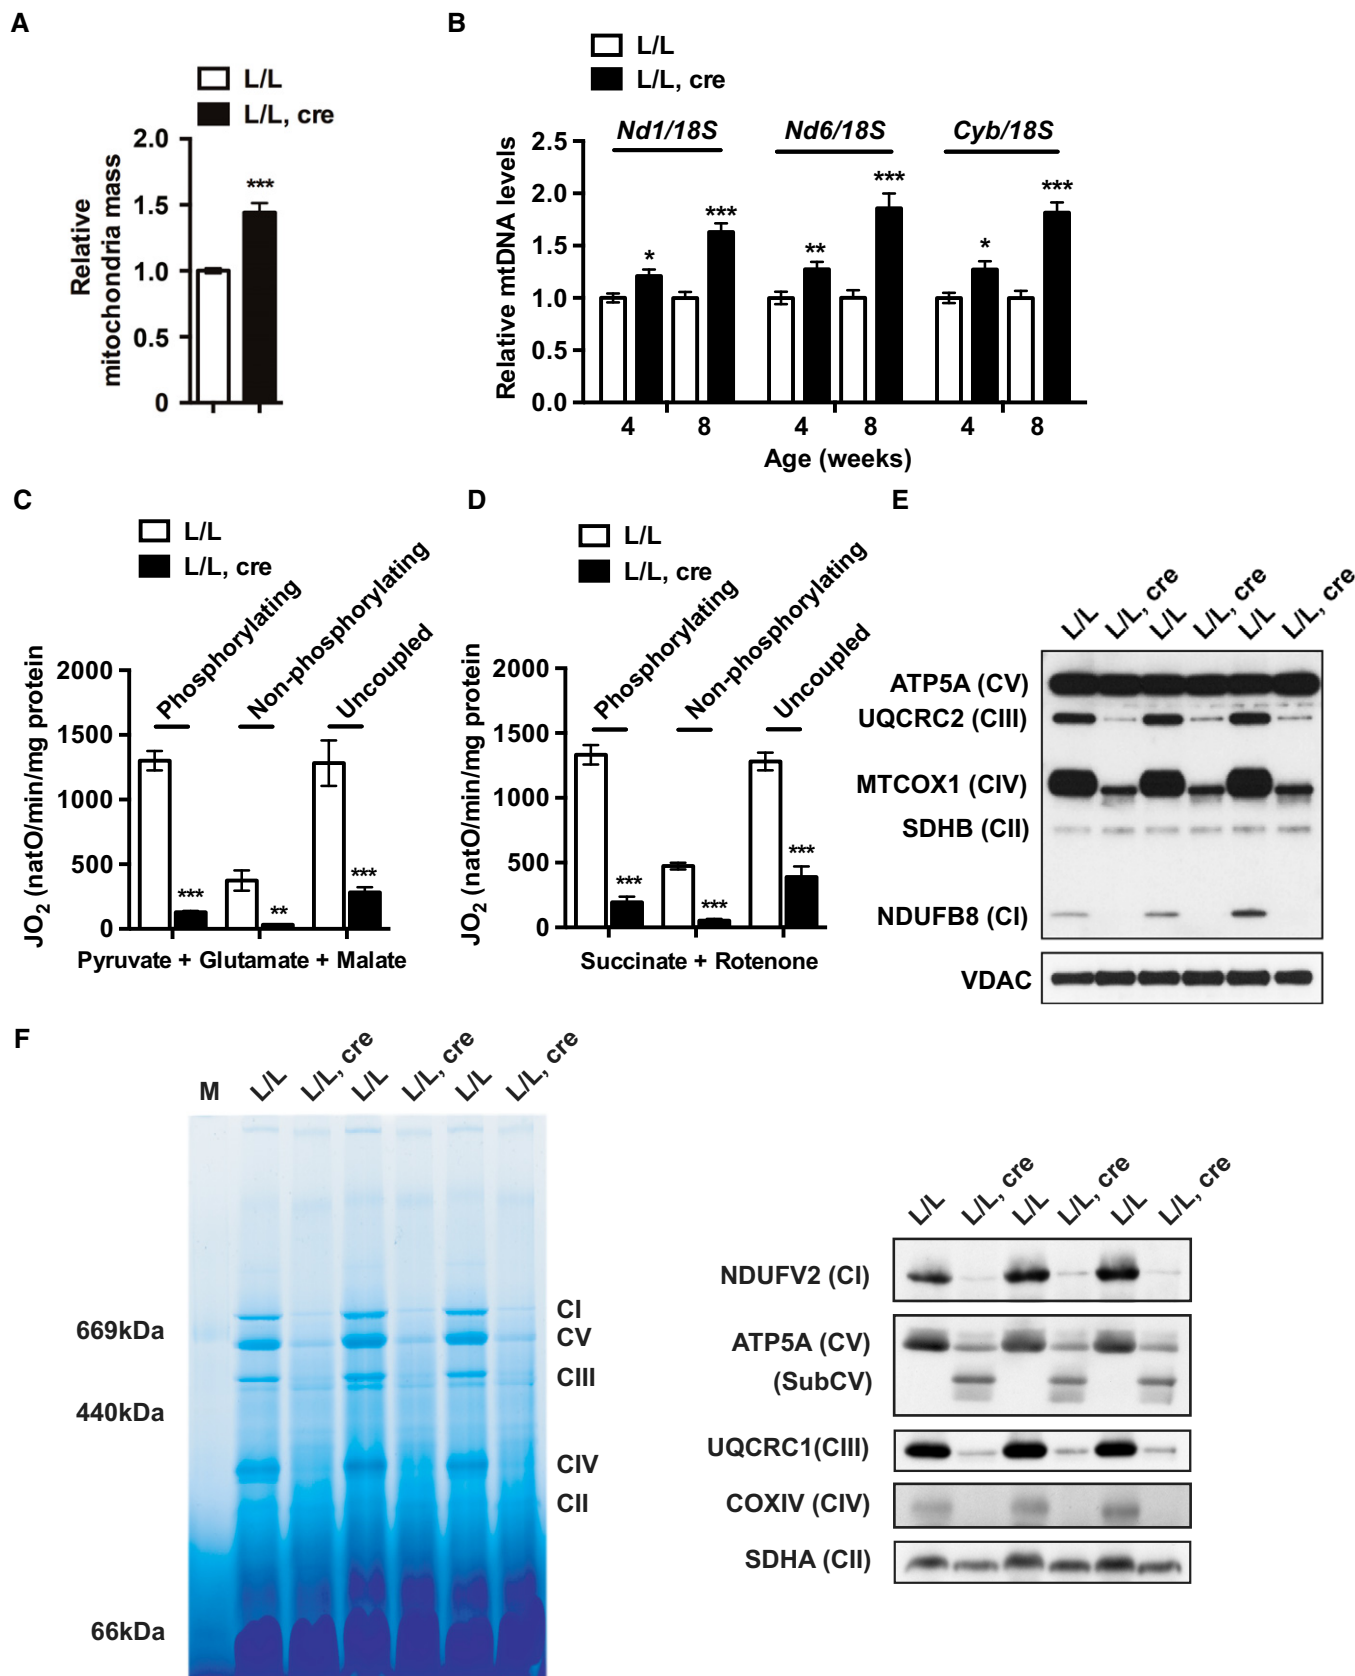 A
L/L
L/L, cre
Relative
mitochondria mass
2.0
1.5
1.0
0.5
0
***
B
L/L
L/L, cre
Relative mtDNA levels
2.5
2.0
1.5
1.0
0.5
0.0
Nd1/18S Nd6/18S Cyb/18S
* *** ** *** * ***
4 8 4 8 4 8
Age (weeks)
C
L/L
L/L, cre
Phosphorylating
Non-phosphorylating
Uncoupled
JO2 (natO/min/mg protein
2000
1500
1000
500
0
*** ** ***
Pyruvate + Glutamate + Malate
D
L/L
L/L, cre
Phosphorylating
Non-phosphorylating
Uncoupled
JO2 (natO/min/mg protein
2000
1500
1000
500
0
*** *** ***
Succinate + Rotenone
E
L/L L/L, cre L/L L/L, cre L/L L/L, cre
ATP5A (CV)
UQCRC2 (CIII)
MTCOX1 (CIV)
SDHB (CII)
NDUFB8 (CI)
VDAC
F
M L/L L/L, cre L/L L/L, cre L/L L/L, cre
669kDa
440kDa
66kDa
CI
CV
CIII
CIV
CII
L/L L/L, cre L/L L/L, cre L/L L/L, cre
NDUFV2 (CI)
ATP5A (CV)
(SubCV)
UQCRC1(CIII)
COXIV (CIV)
SDHA (CII)